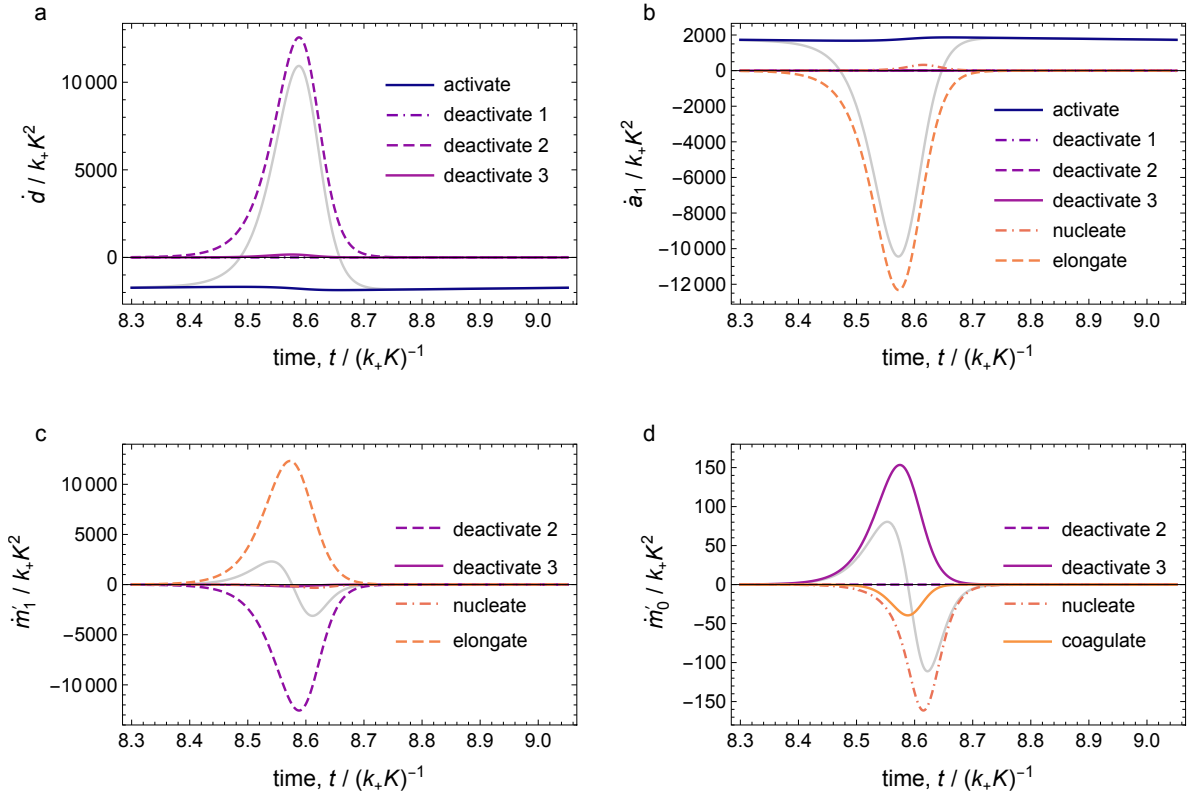 a
10 000
5000
0
ḋ / k₊K²
8.3 8.4 8.5 8.6 8.7 8.8 8.9 9.0
time, t / (k₊K)⁻¹
activate
deactivate 1
deactivate 2
deactivate 3
b
2000
0
−2000
−4000
−6000
−8000
−10 000
−12 000
ȧ₁ / k₊K²
8.3 8.4 8.5 8.6 8.7 8.8 8.9 9.0
time, t / (k₊K)⁻¹
activate
deactivate 1
deactivate 2
deactivate 3
nucleate
elongate
c
10 000
5000
0
−5000
−10 000
ṁ′₁ / k₊K²
8.3 8.4 8.5 8.6 8.7 8.8 8.9 9.0
time, t / (k₊K)⁻¹
deactivate 2
deactivate 3
nucleate
elongate
d
150
100
50
0
−50
−100
−150
ṁ′₀ / k₊K²
8.3 8.4 8.5 8.6 8.7 8.8 8.9 9.0
time, t / (k₊K)⁻¹
deactivate 2
deactivate 3
nucleate
coagulate